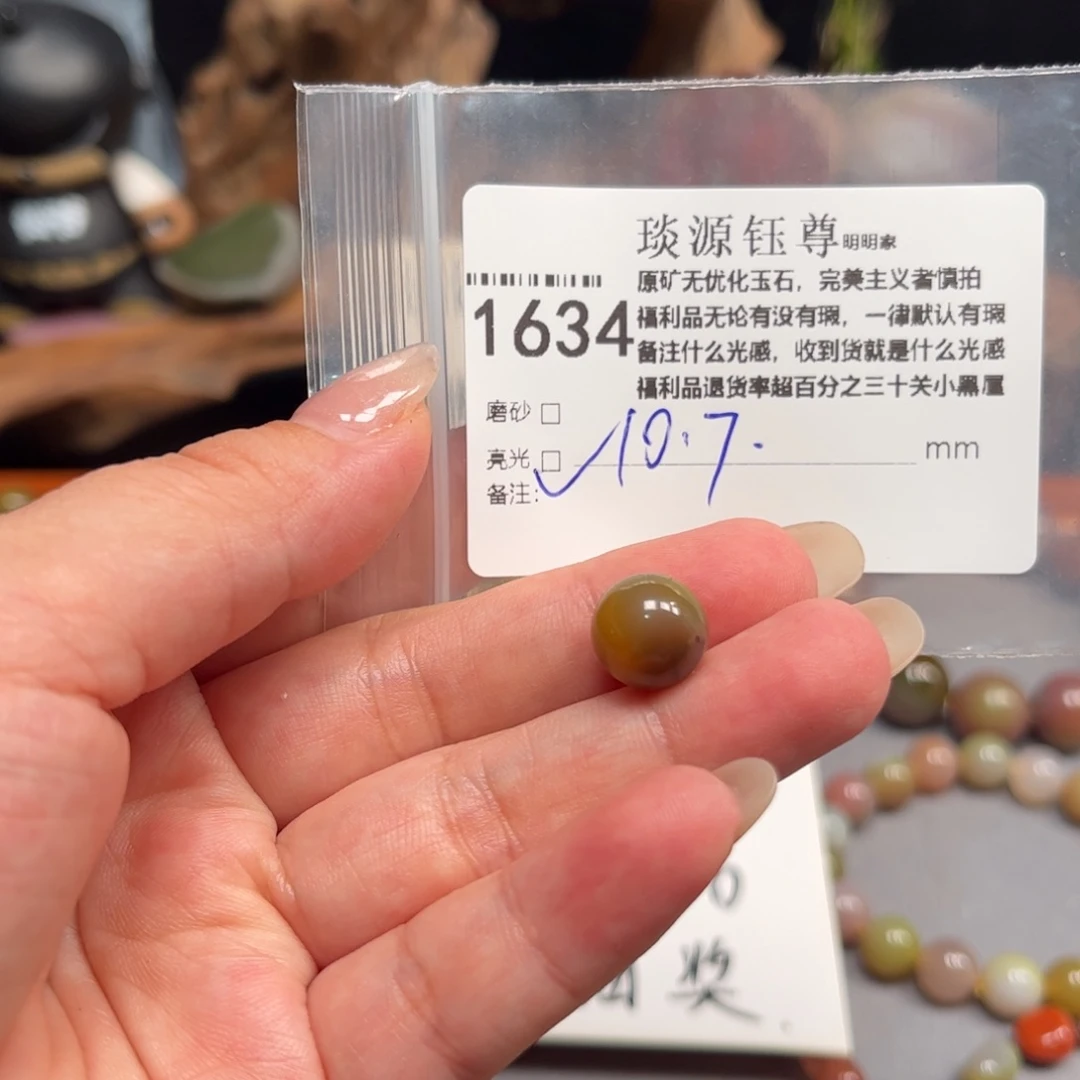 琰源钰尊明明家
原矿无优化玉石，完美主义者慎拍
1634
福利品无论有没有瑕，一律默认有瑕
备注什么光感，收到货就是什么光感
福利品退货率超百分之三十关小黑屋
磨砂 □
亮光 □ ✓ 10.7. mm
备注:
奖